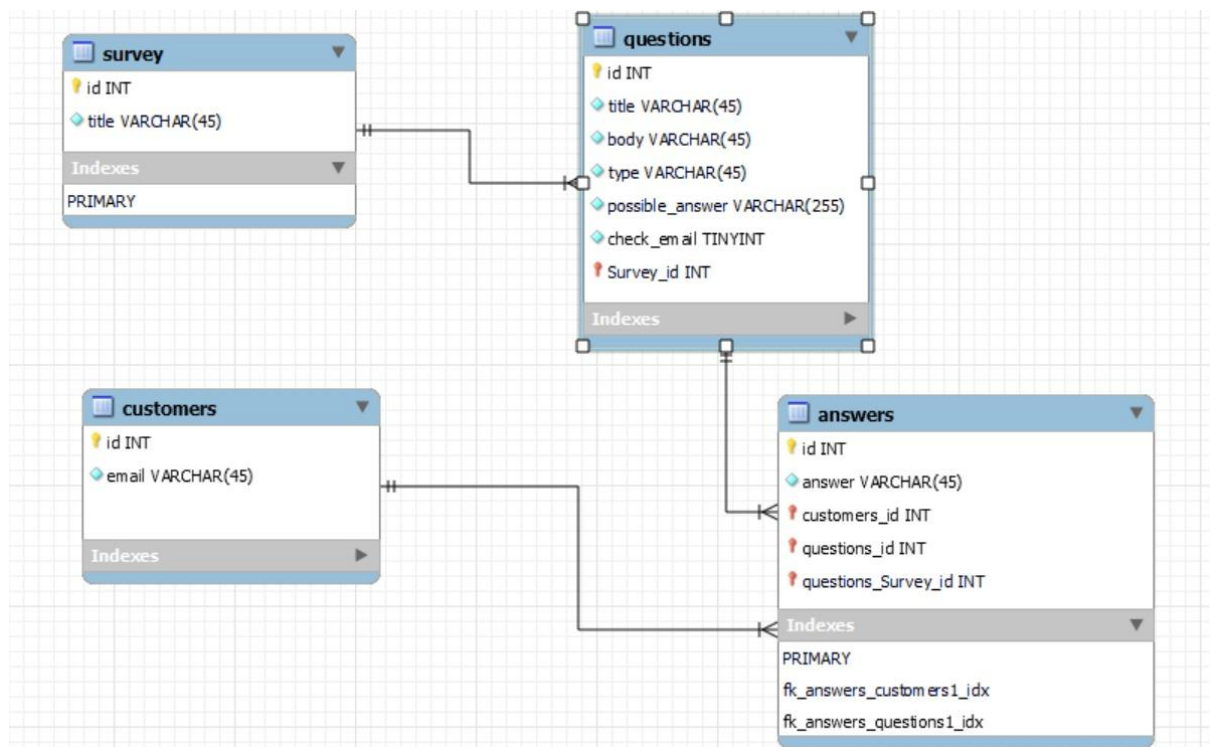 survey
id INT
title VARCHAR(45)
Indexes
PRIMARY
questions
id INT
title VARCHAR(45)
body VARCHAR(45)
type VARCHAR(45)
possible_answer VARCHAR(255)
check_email TINYINT
Survey_id INT
Indexes
customers
id INT
email VARCHAR(45)
Indexes
answers
id INT
answer VARCHAR(45)
customers_id INT
questions_id INT
questions_Survey_id INT
Indexes
PRIMARY
fk_answers_customers1_idx
fk_answers_questions1_idx